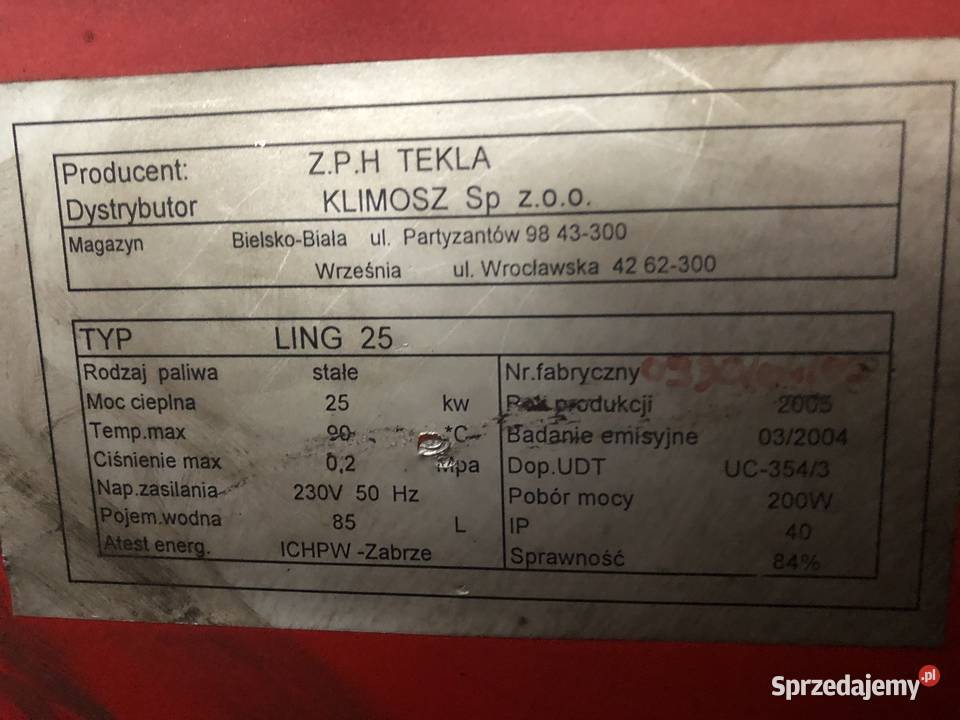 Producent: Z.P.H TEKLA
Dystrybutor KLIMOSZ Sp z.o.o.
Magazyn Bielsko-Biała ul. Partyzantów 98 43-300
Września ul. Wrocławska 42 62-300
TYP LING 25
Rodzaj paliwa stałe
Moc cieplna 25 kw
Temp.max 90 °C
Ciśnienie max 0,2 Mpa
Nap.zasilania 230V 50 Hz
Pojem.wodna 85 L
Atest energ. ICHPW -Zabrze
Nr.fabryczny
Rok produkcji 2005
Badanie emisyjne 03/2004
Dop.UDT UC-354/3
Pobór mocy 200W
IP 40
Sprawność 84%
Sprzedajemy.pl